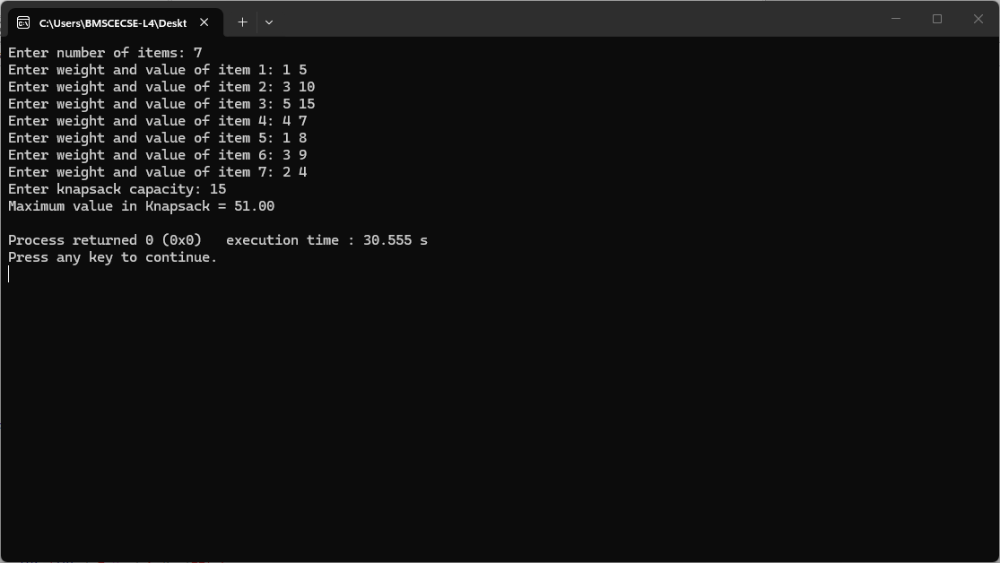 C:\Users\BMSCECSE-L4\Deskt
Enter number of items: 7
Enter weight and value of item 1: 1 5
Enter weight and value of item 2: 3 10
Enter weight and value of item 3: 5 15
Enter weight and value of item 4: 4 7
Enter weight and value of item 5: 1 8
Enter weight and value of item 6: 3 9
Enter weight and value of item 7: 2 4
Enter knapsack capacity: 15
Maximum value in Knapsack = 51.00
Process returned 0 (0x0)   execution time : 30.555 s
Press any key to continue.